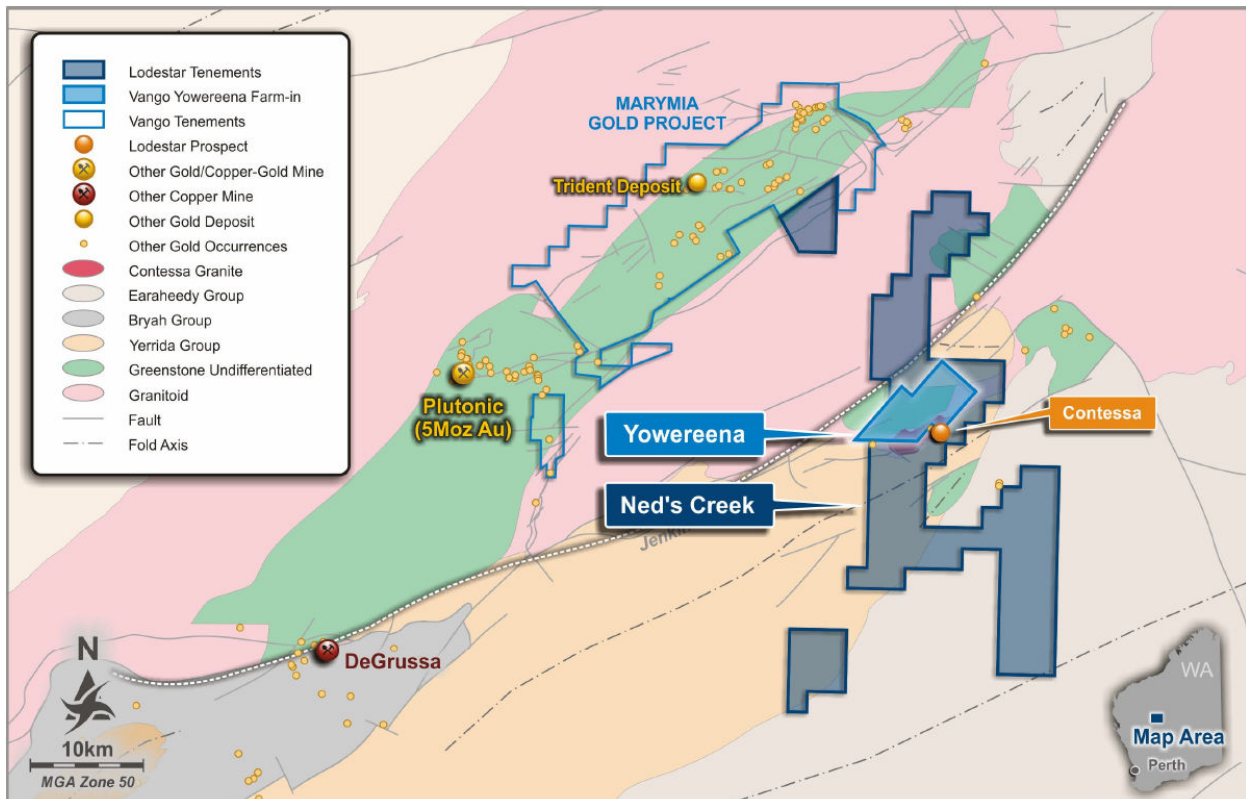 Lodestar Tenements
Vango Yowereena Farm-in
Vango Tenements
Lodestar Prospect
Other Gold/Copper-Gold Mine
Other Copper Mine
Other Gold Deposit
Other Gold Occurrences
Contessa Granite
Earaheedy Group
Bryah Group
Yerrida Group
Greenstone Undifferentiated
Granitoid
Fault
Fold Axis
MARYMIA
GOLD PROJECT
Trident Deposit
Plutonic
(5Moz Au)
Yowereena
Contessa
Ned's Creek
DeGrussa
N
10km
MGA Zone 50
WA
Map Area
Perth